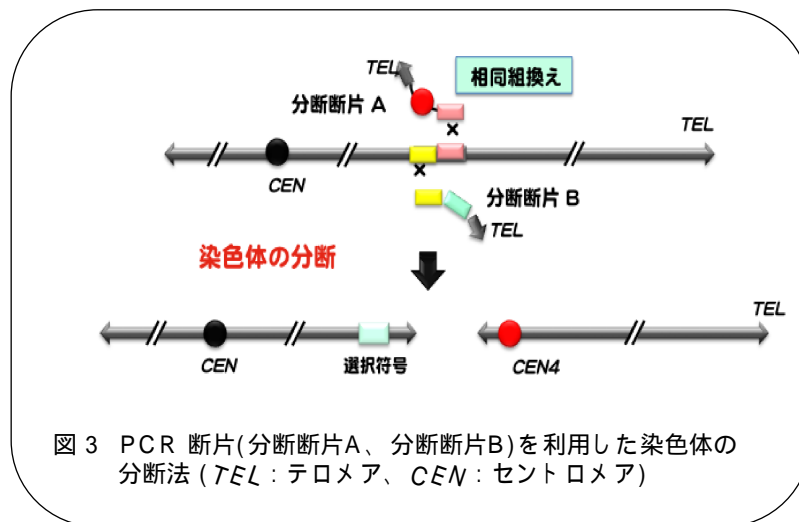 TEL
相同組換え
分断断片 A
×
TEL
CEN
×
分断断片 B
TEL
染色体の分断
TEL
CEN
選択符号
CEN4
図 3 PCR 断片(分断断片A、分断断片B)を利用した染色体の
分断法 (TEL:テロメア、CEN:セントロメア)